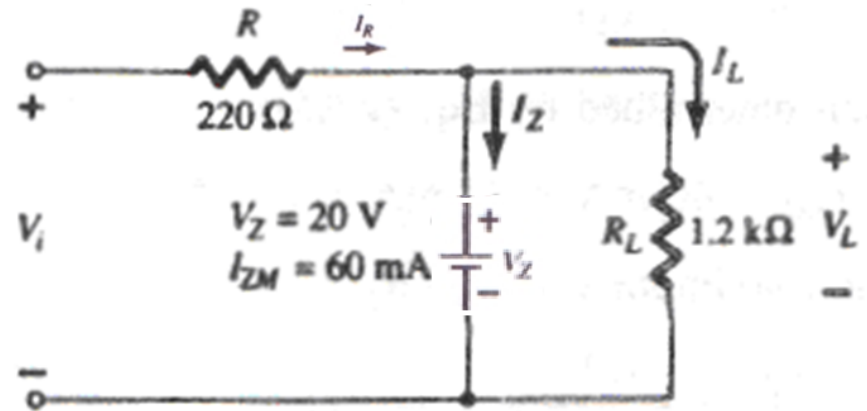 R
I_R
220 Ω
I_Z
I_L
+
V_i
−
V_Z = 20 V
I_ZM = 60 mA
+
V_Z
−
R_L
1.2 kΩ
+
V_L
−